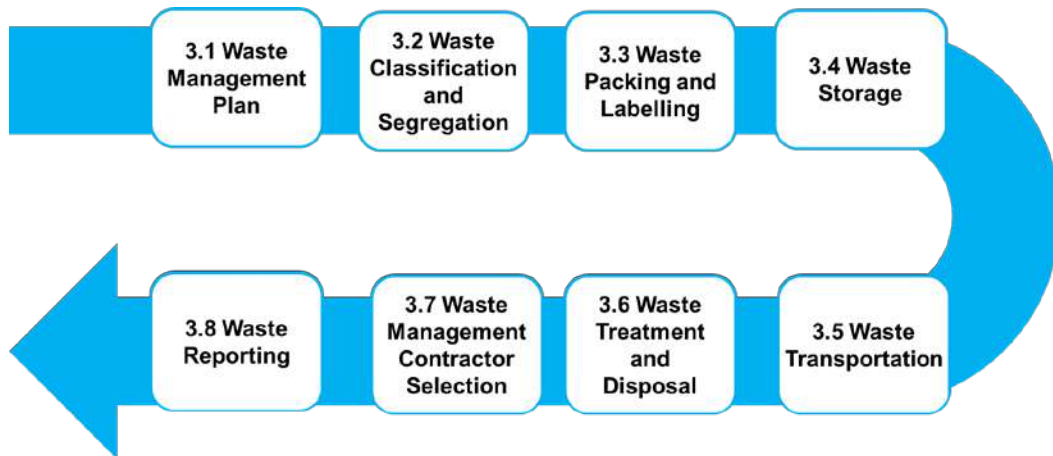 3.1 Waste
Management
Plan
3.2 Waste
Classification
and
Segregation
3.3 Waste
Packing and
Labelling
3.4 Waste
Storage
3.5 Waste
Transportation
3.6 Waste
Treatment
and
Disposal
3.7 Waste
Management
Contractor
Selection
3.8 Waste
Reporting